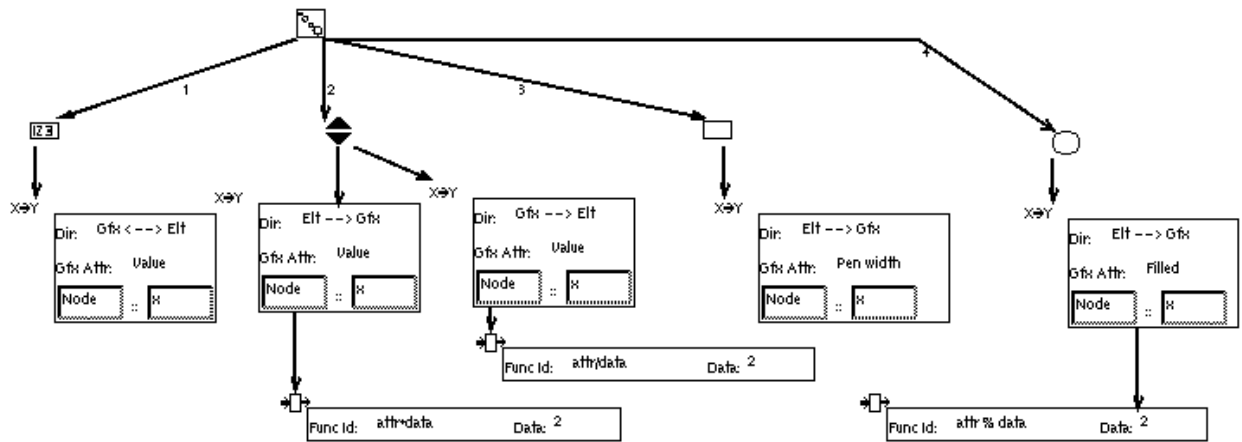 1
2
3
4
123
X→Y
X→Y
X→Y
X→Y
X→Y
Dir: Gfx < --> Elt
Gfx Attr: Value
Node :: x
Dir: Elt --> Gfx
Gfx Attr: Value
Node :: x
Dir: Gfx --> Elt
Gfx Attr: Value
Node :: x
Dir: Elt --> Gfx
Gfx Attr: Pen width
Node :: x
Dir: Elt --> Gfx
Gfx Attr: Filled
Node :: x
Func Id: attr/data Data: 2
Func Id: attr*data Data: 2
Func Id: attr % data Data: 2